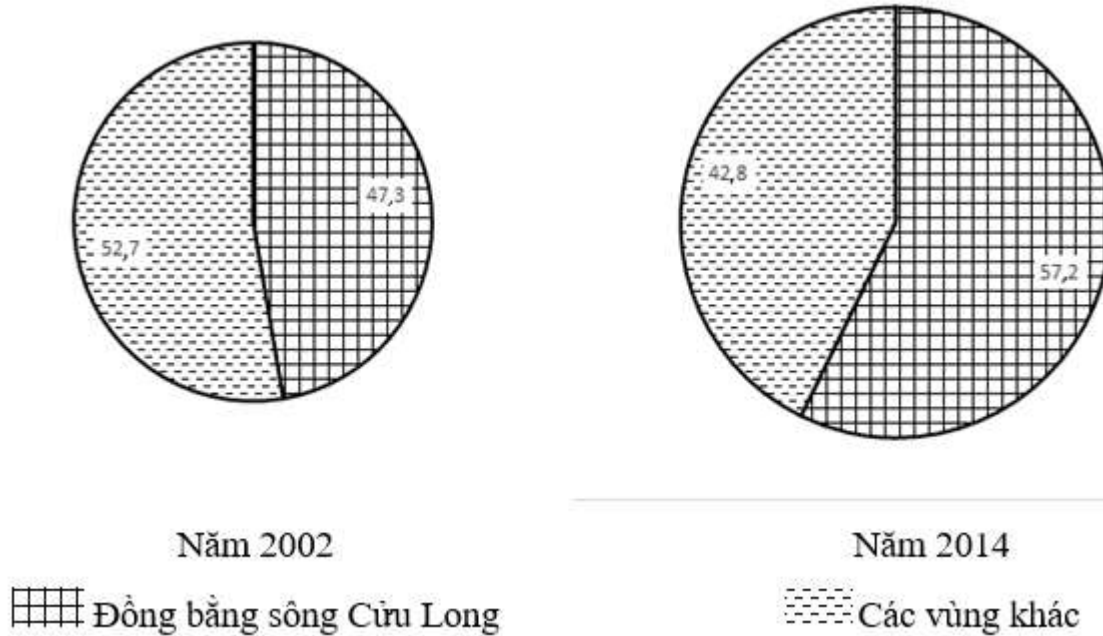 47,3
52,7
42,8
57,2
Năm 2002
Năm 2014
Đồng bằng sông Cửu Long
Các vùng khác